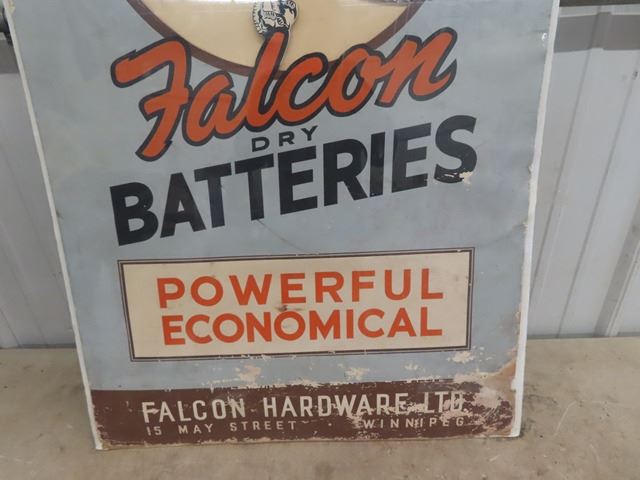 Falcon
DRY
BATTERIES
POWERFUL
ECONOMICAL
FALCON HARDWARE LTD.
15 MAY STREET WINNIPEG